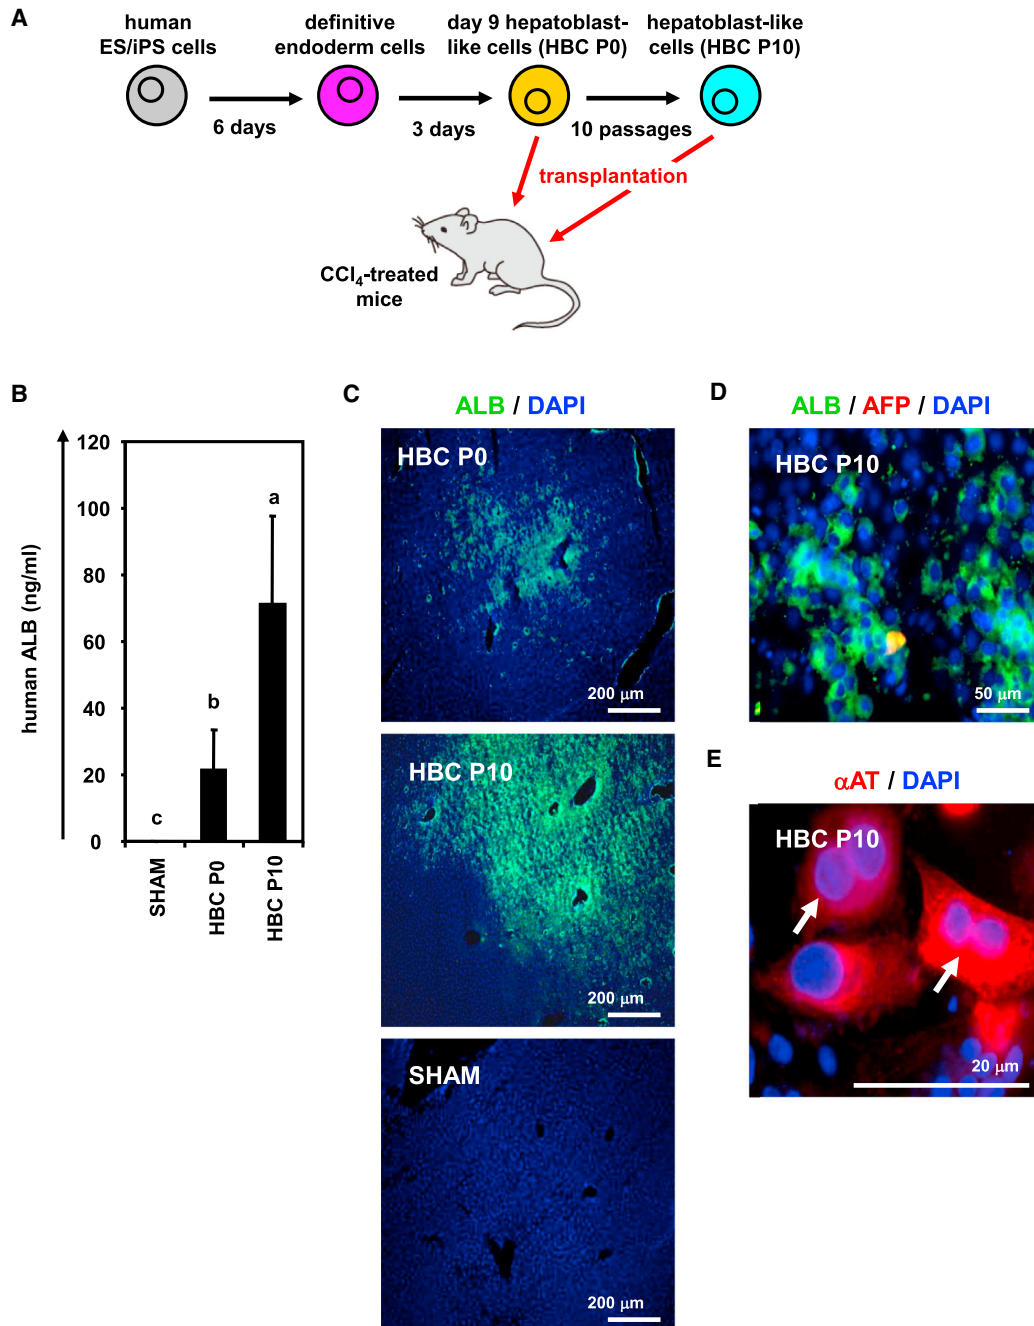 A
human
ES/iPS cells
definitive
endoderm cells
day 9 hepatoblast-
like cells (HBC P0)
hepatoblast-like
cells (HBC P10)
6 days
3 days
10 passages
transplantation
CCl4-treated
mice
B
human ALB (ng/ml)
120
100
80
60
40
20
0
c
b
a
SHAM
HBC P0
HBC P10
C
ALB / DAPI
HBC P0
200 μm
HBC P10
200 μm
SHAM
200 μm
D
ALB / AFP / DAPI
HBC P10
50 μm
E
αAT / DAPI
HBC P10
20 μm